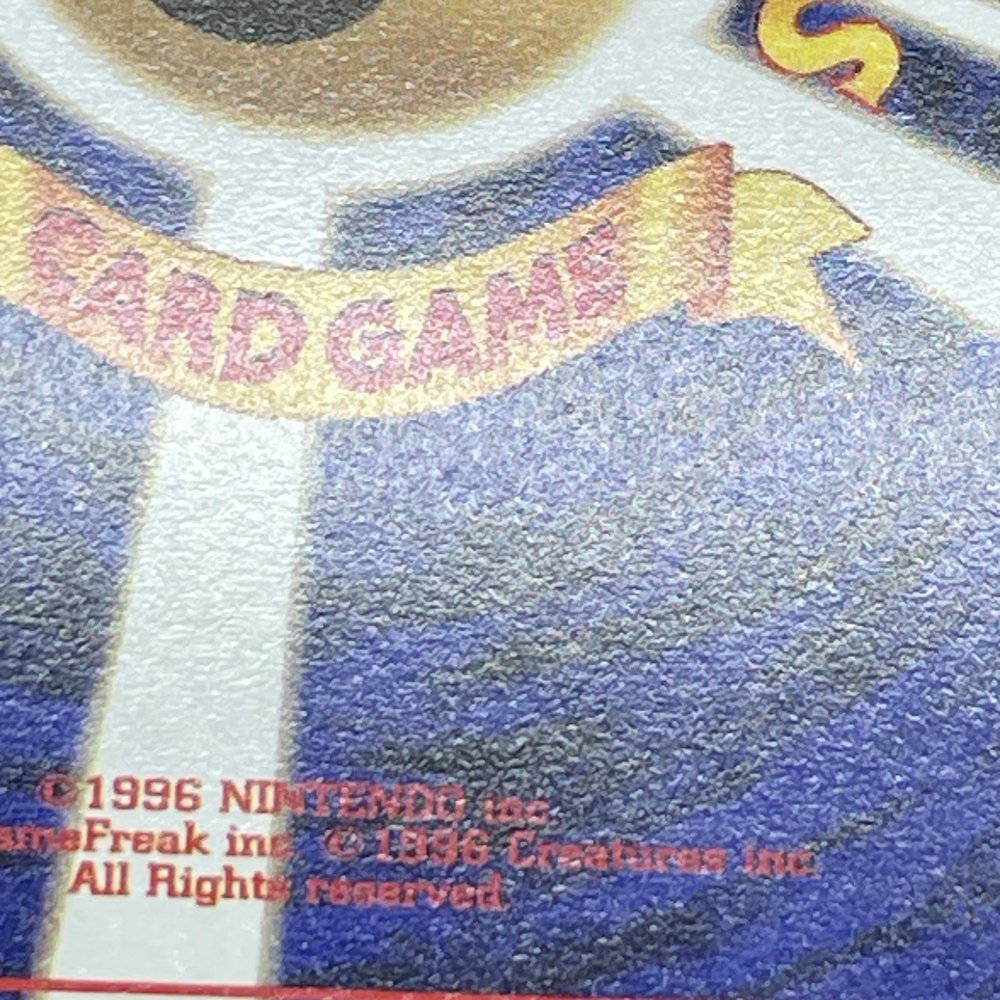 S
CARD GAME
©1996 NINTENDO inc.
ameFreak inc ©1996 Creatures inc.
All Rights reserved.